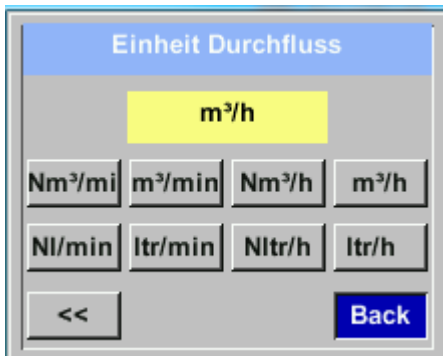 Einheit Durchfluss
m³/h
Nm³/mi m³/min Nm³/h m³/h
Nl/min ltr/min Nltr/h ltr/h
<< Back